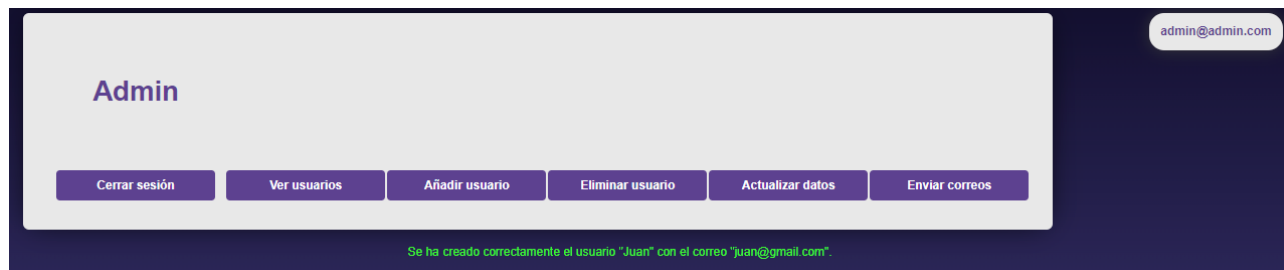 admin@admin.com
Admin
Cerrar sesión Ver usuarios Añadir usuario Eliminar usuario Actualizar datos Enviar correos
Se ha creado correctamente el usuario "Juan" con el correo "juan@gmail.com".